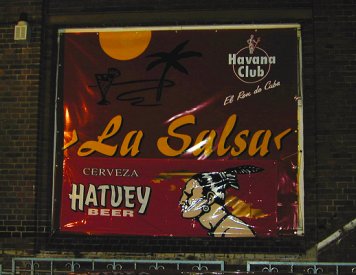 Havana
Club
El Ron de Cuba
>La Salsa<
CERVEZA
HATUEY
BEER